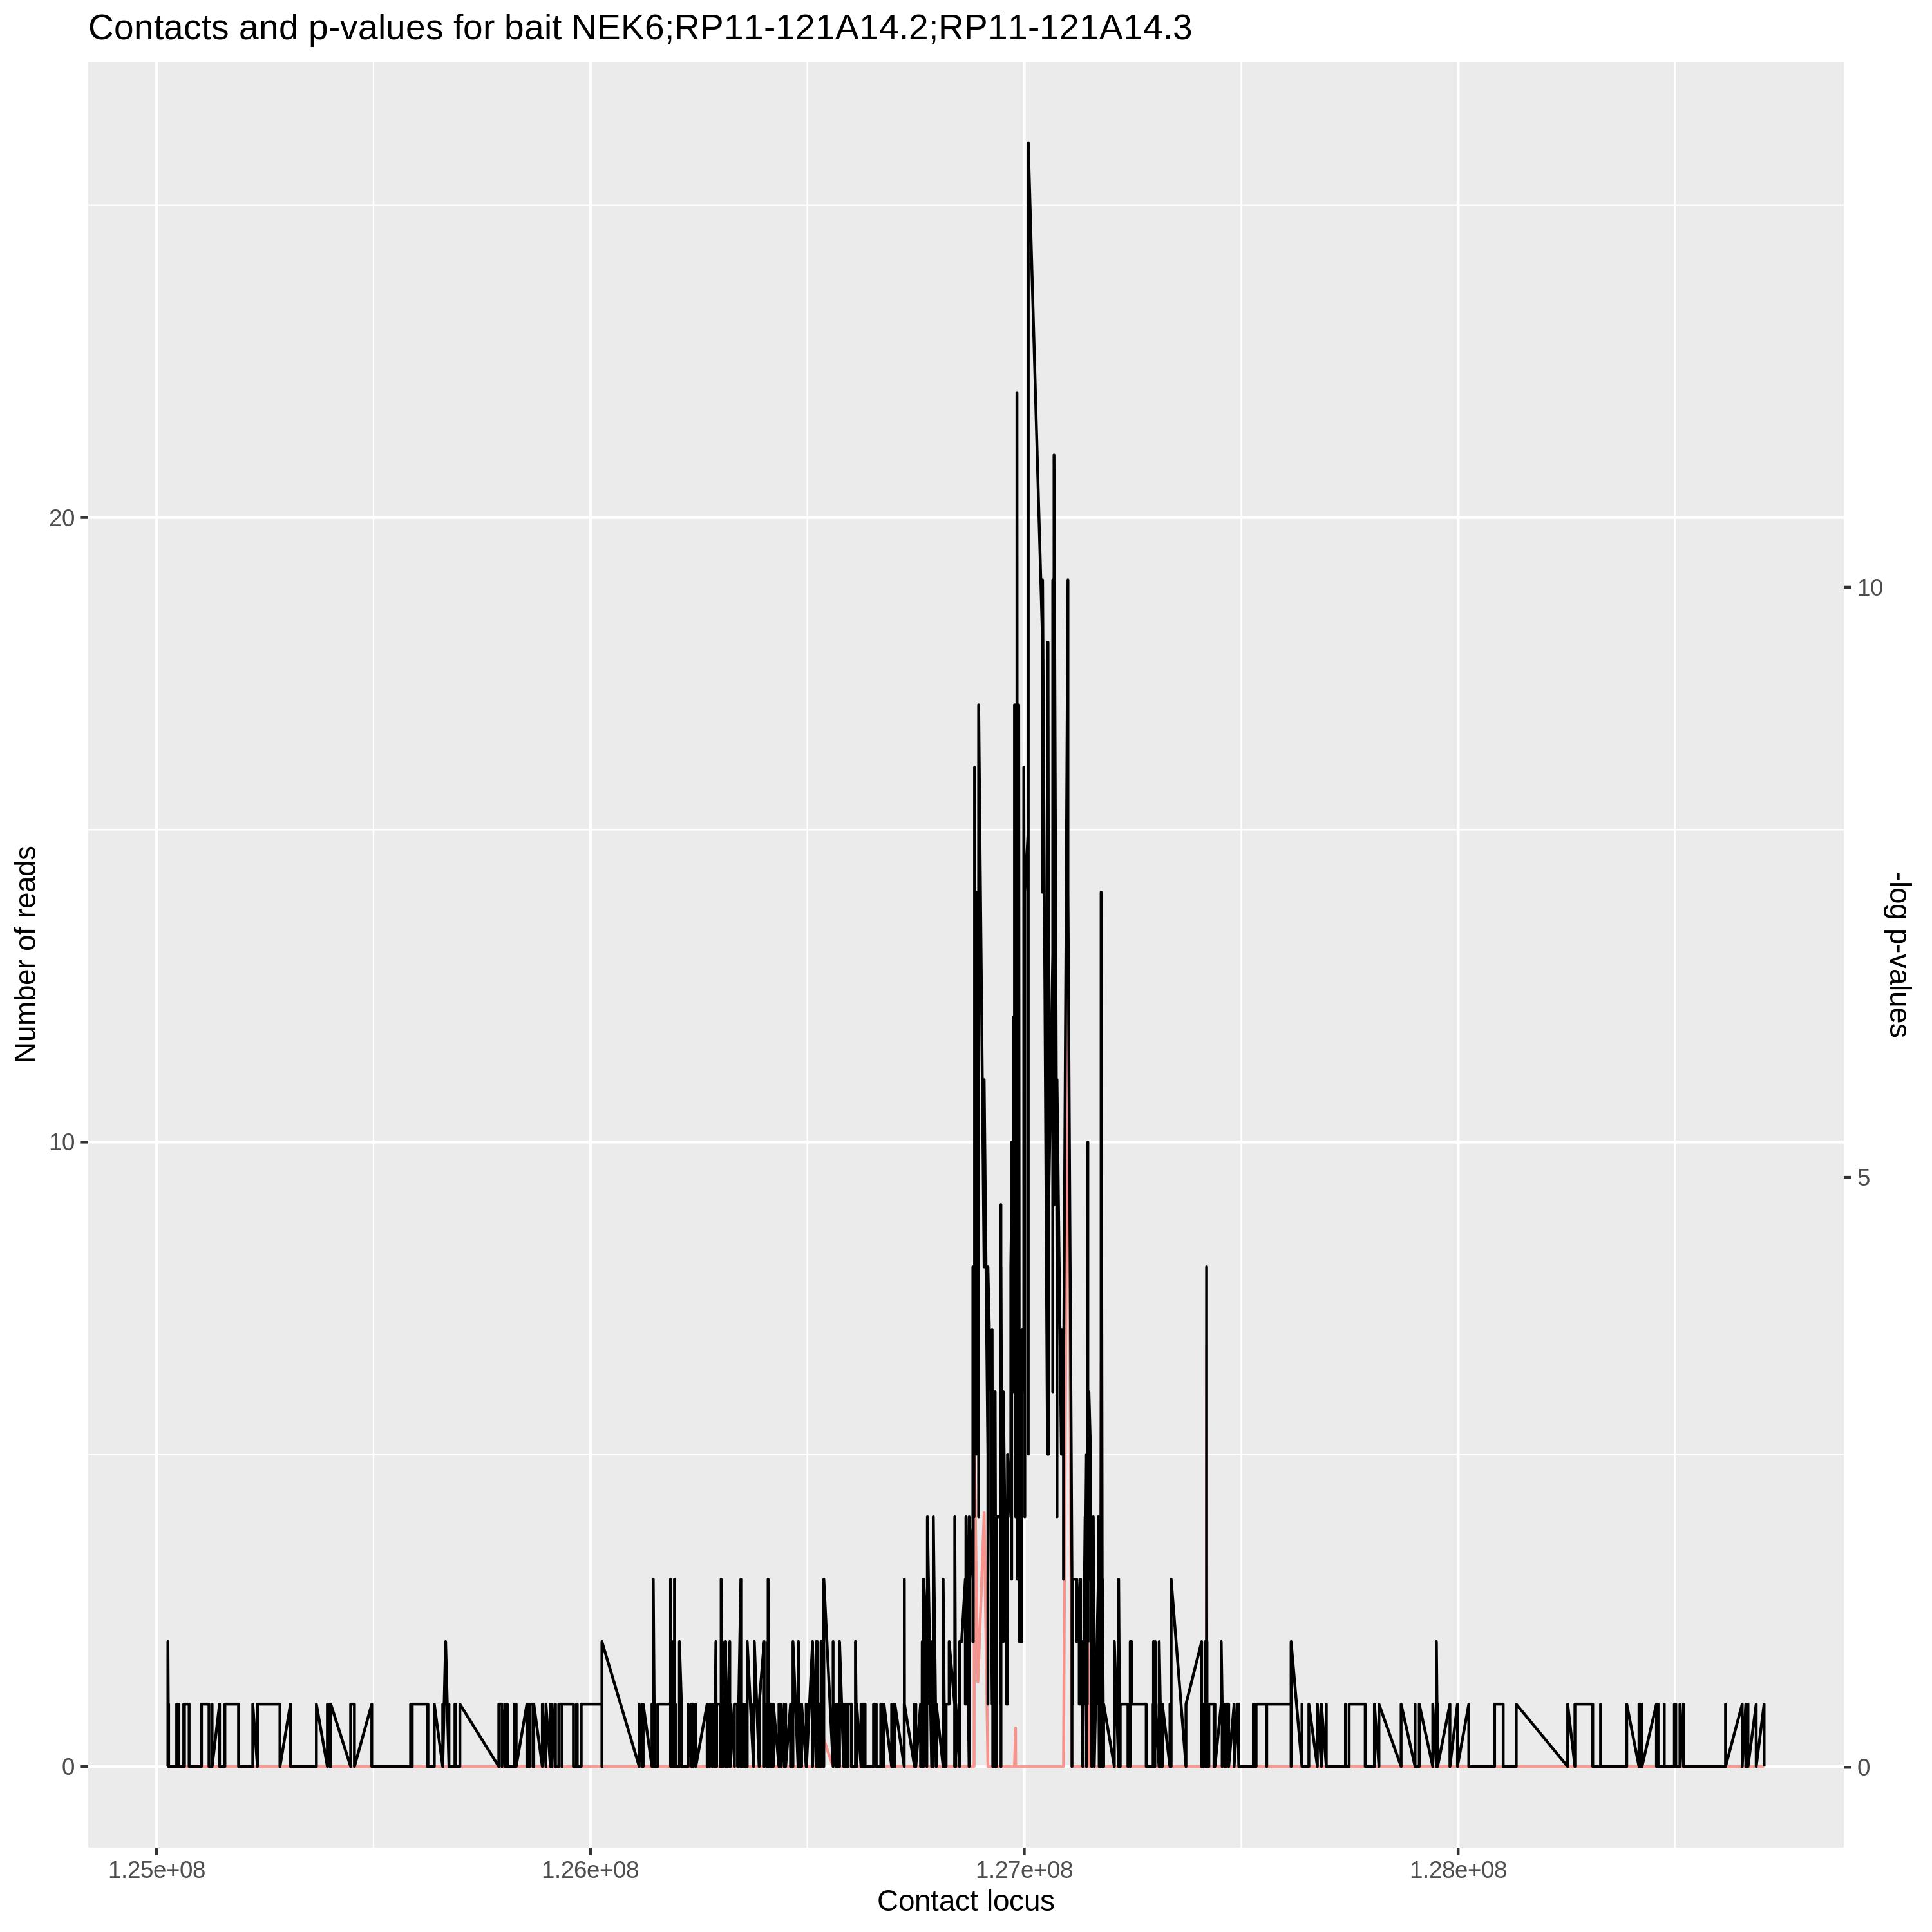 Contacts and p-values for bait NEK6;RP11-121A14.2;RP11-121A14.3
Number of reads
20
10
0
10
5
0
-log p-values
1.25e+08 1.26e+08 1.27e+08 1.28e+08
Contact locus